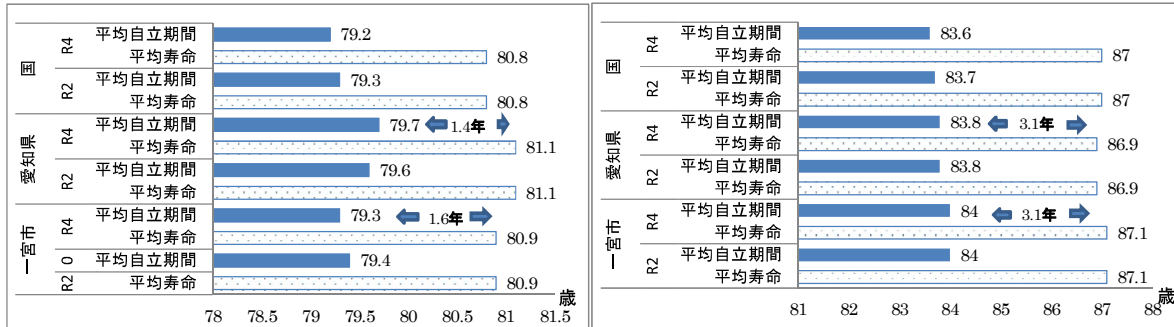 国
R4
平均自立期間
79.2
平均寿命
80.8
R2
平均自立期間
79.3
平均寿命
80.8
愛知県
R4
平均自立期間
79.7
1.4年
平均寿命
81.1
R2
平均自立期間
79.6
平均寿命
81.1
一宮市
R4
平均自立期間
79.3
1.6年
平均寿命
80.9
0
平均自立期間
79.4
R2
平均寿命
80.9
歳
78 78.5 79 79.5 80 80.5 81 81.5
国
R4
平均自立期間
83.6
平均寿命
87
R2
平均自立期間
83.7
平均寿命
87
愛知県
R4
平均自立期間
83.8
3.1年
平均寿命
86.9
R2
平均自立期間
83.8
平均寿命
86.9
一宮市
R4
平均自立期間
84
3.1年
平均寿命
87.1
R2
平均自立期間
84
平均寿命
87.1
歳
81 82 83 84 85 86 87 88